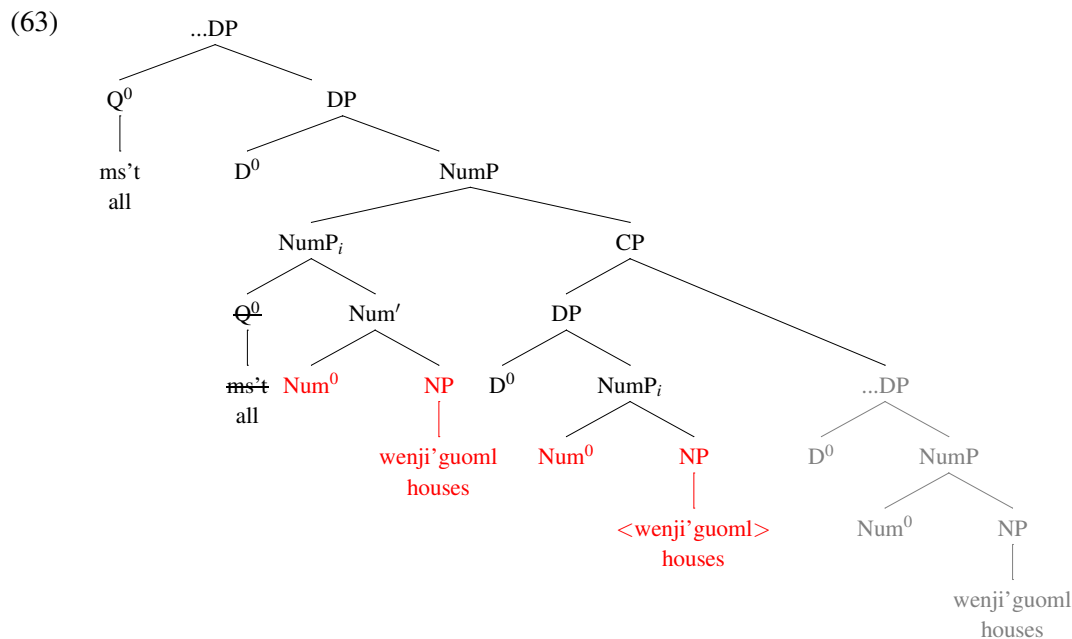 (63)
...DP
Q⁰ DP
ms't D⁰ NumP
all
NumPᵢ CP
Q⁰ Num′ DP
ms't Num⁰ NP D⁰ NumPᵢ ...DP
all
wenji'guoml Num⁰ NP D⁰ NumP
houses
<wenji'guoml> Num⁰ NP
houses
wenji'guoml
houses